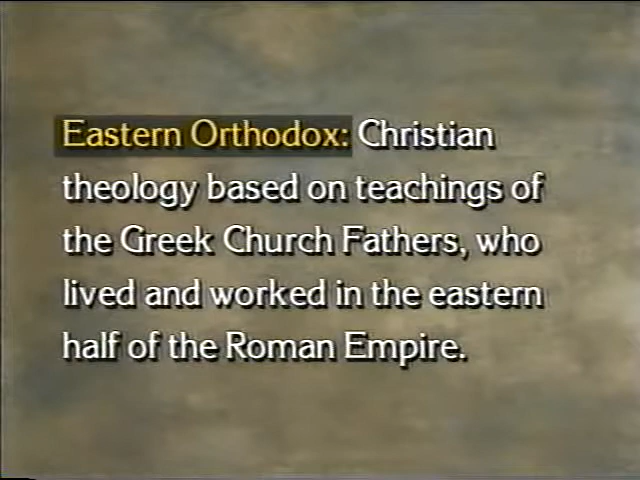 Eastern Orthodox: Christian
theology based on teachings of
the Greek Church Fathers, who
lived and worked in the eastern
half of the Roman Empire.